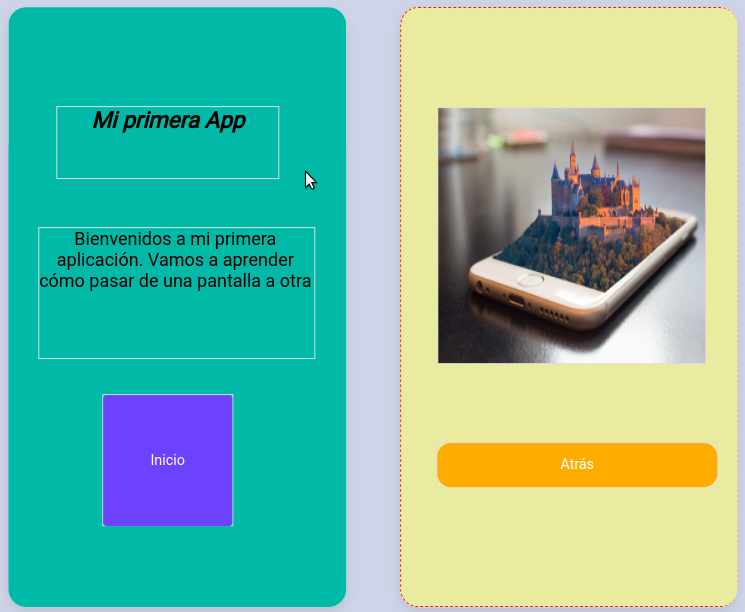 Mi primera App
Bienvenidos a mi primera
aplicación. Vamos a aprender
cómo pasar de una pantalla a otra
Inicio
Atrás